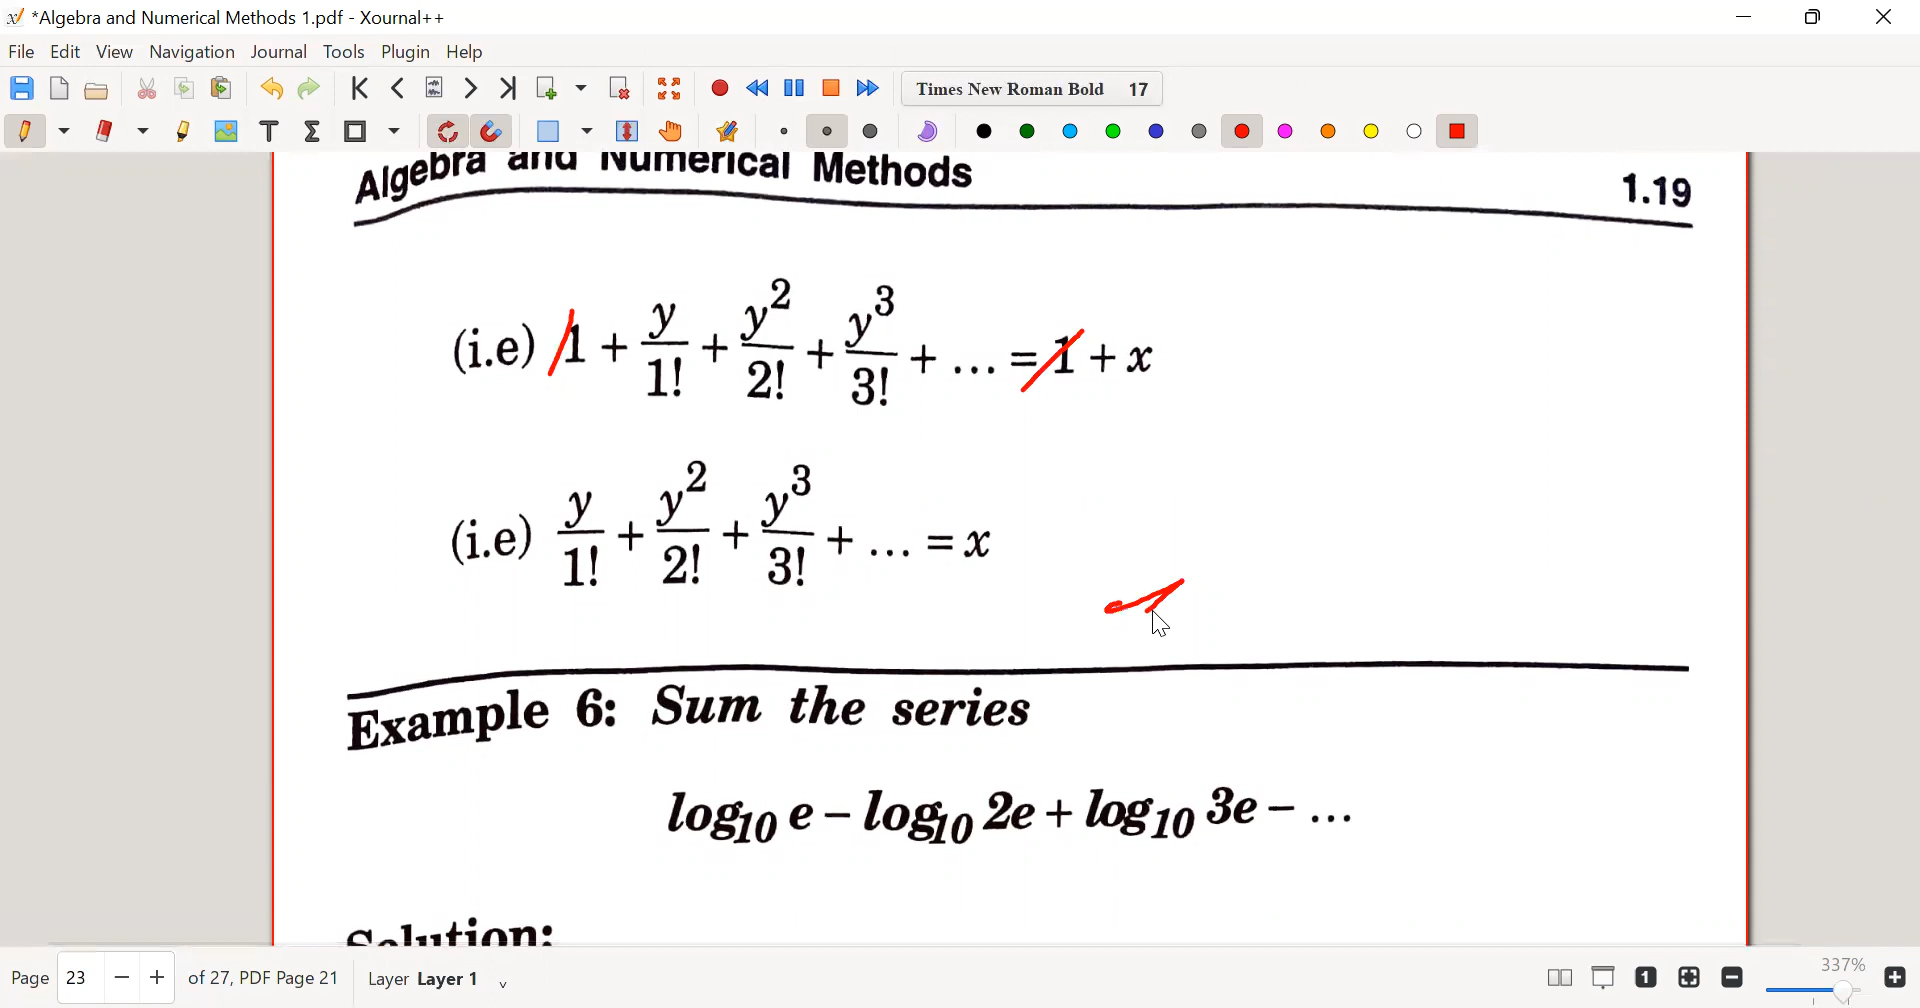 *Algebra and Numerical Methods 1.pdf - Xournal++
File Edit View Navigation Journal Tools Plugin Help
Times New Roman Bold 17
Algebra and Numerical Methods
1.19
(i.e) 1 + y/1! + y^2/2! + y^3/3! + ... = 1 + x
(i.e) y/1! + y^2/2! + y^3/3! + ... = x
Example 6: Sum the series
log_10 e − log_10 2e + log_10 3e − ...
Solution:
Page 23 − + of 27, PDF Page 21 Layer Layer 1 337%